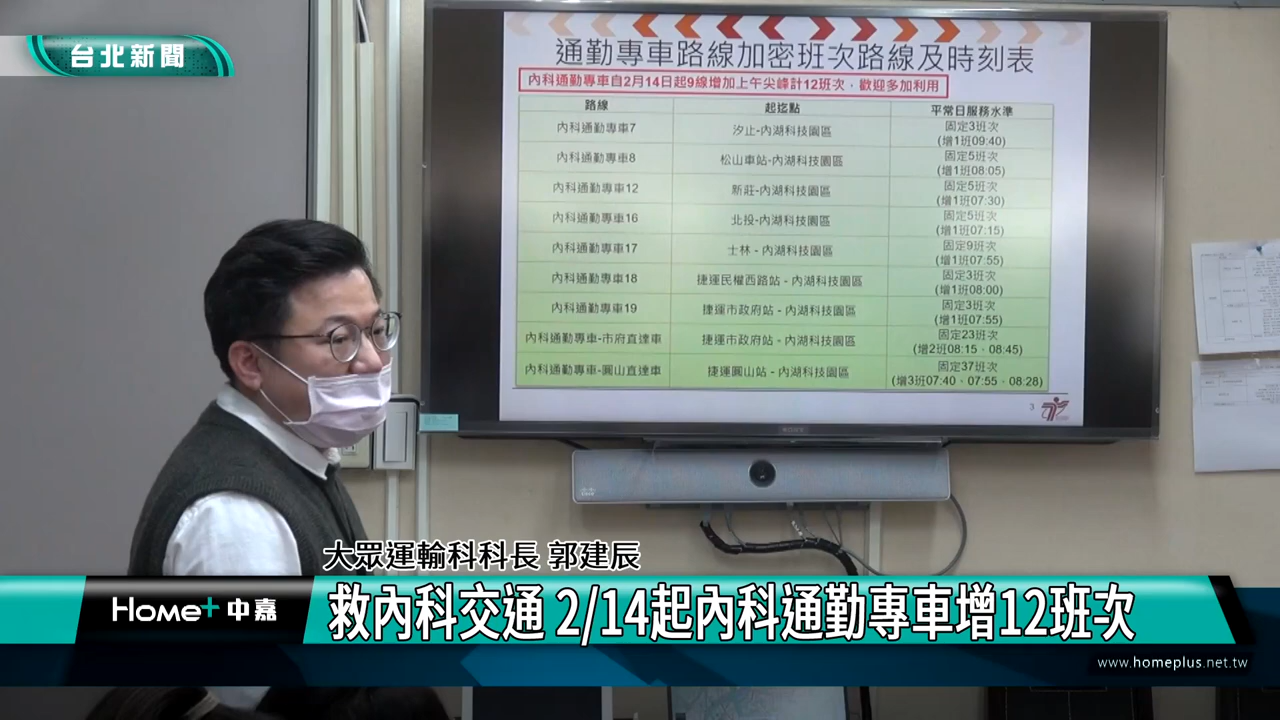 台北新聞
通勤專車路線加密班次路線及時刻表
內科通勤專車自2月14日起9線增加上午尖峰計12班次，歡迎多加利用
路線 起迄點 平常日服務水準
內科通勤專車7 汐止-內湖科技園區 固定3班次
(增1班09:40)
內科通勤專車8 松山車站-內湖科技園區 固定5班次
(增1班08:05)
內科通勤專車12 新莊-內湖科技園區 固定5班次
(增1班07:30)
內科通勤專車16 北投-內湖科技園區 固定5班次
(增1班07:15)
內科通勤專車17 士林 - 內湖科技園區 固定9班次
(增1班07:55)
內科通勤專車18 捷運民權西路站 - 內湖科技園區 固定3班次
(增1班08:00)
內科通勤專車19 捷運市政府站 - 內湖科技園區 固定3班次
(增1班07:55)
內科通勤專車-市府直達車 捷運市政府站 - 內湖科技園區 固定23班次
(增2班08:15、08:45)
內科通勤專車-圓山直達車 捷運圓山站 - 內湖科技園區 固定37班次
(增3班07:40、07:55、08:28)
3
SONY
大眾運輸科科長 郭建辰
Home+ 中嘉
救內科交通 2/14起內科通勤專車增12班次
www.homeplus.net.tw